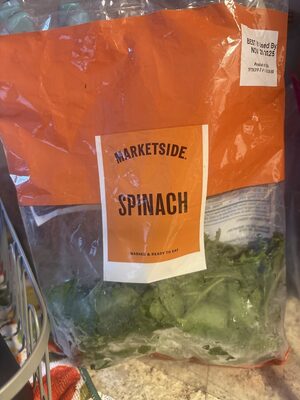 BEST if Used By
MARKETSIDE.
SPINACH
WASHED & READY TO EAT